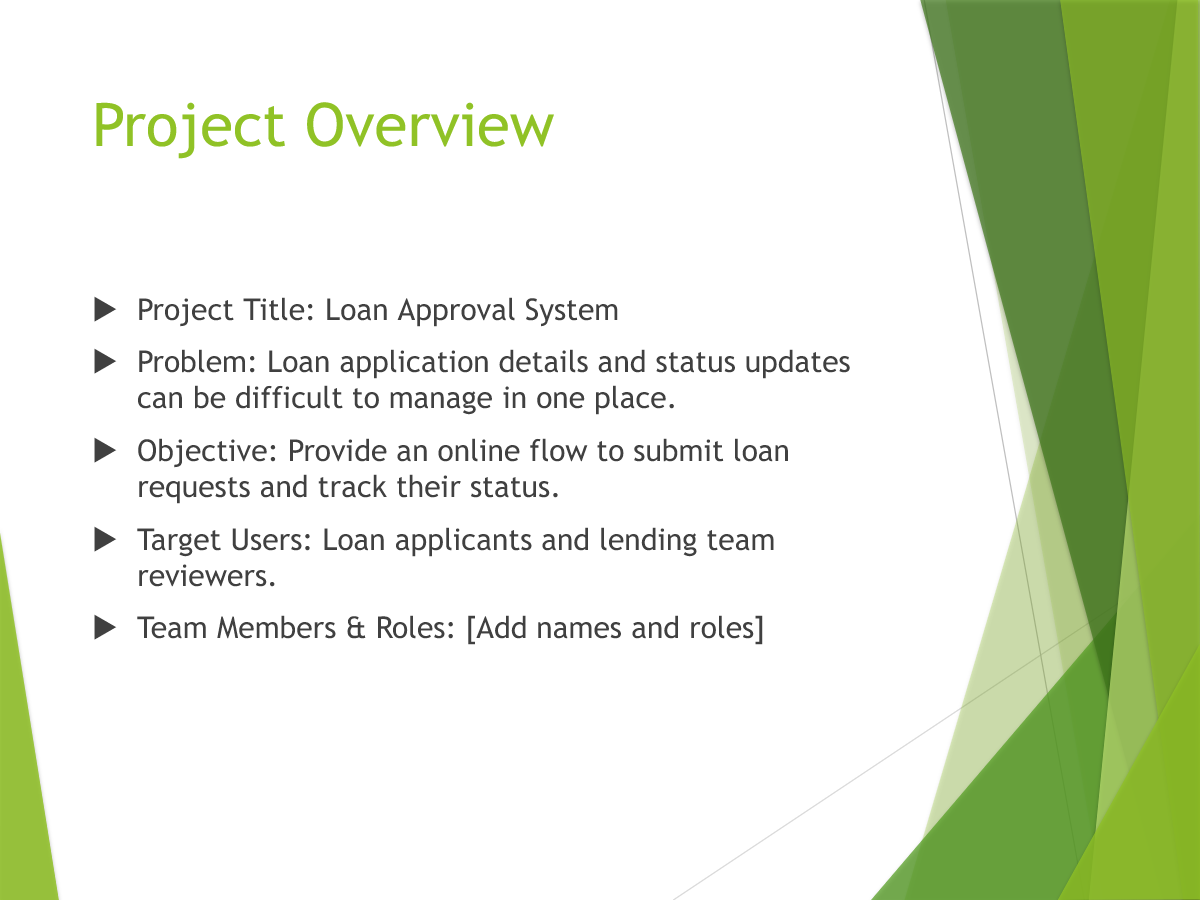 Project Overview
Project Title: Loan Approval System
Problem: Loan application details and status updates
can be difficult to manage in one place.
Objective: Provide an online flow to submit loan
requests and track their status.
Target Users: Loan applicants and lending team
reviewers.
Team Members & Roles: [Add names and roles]